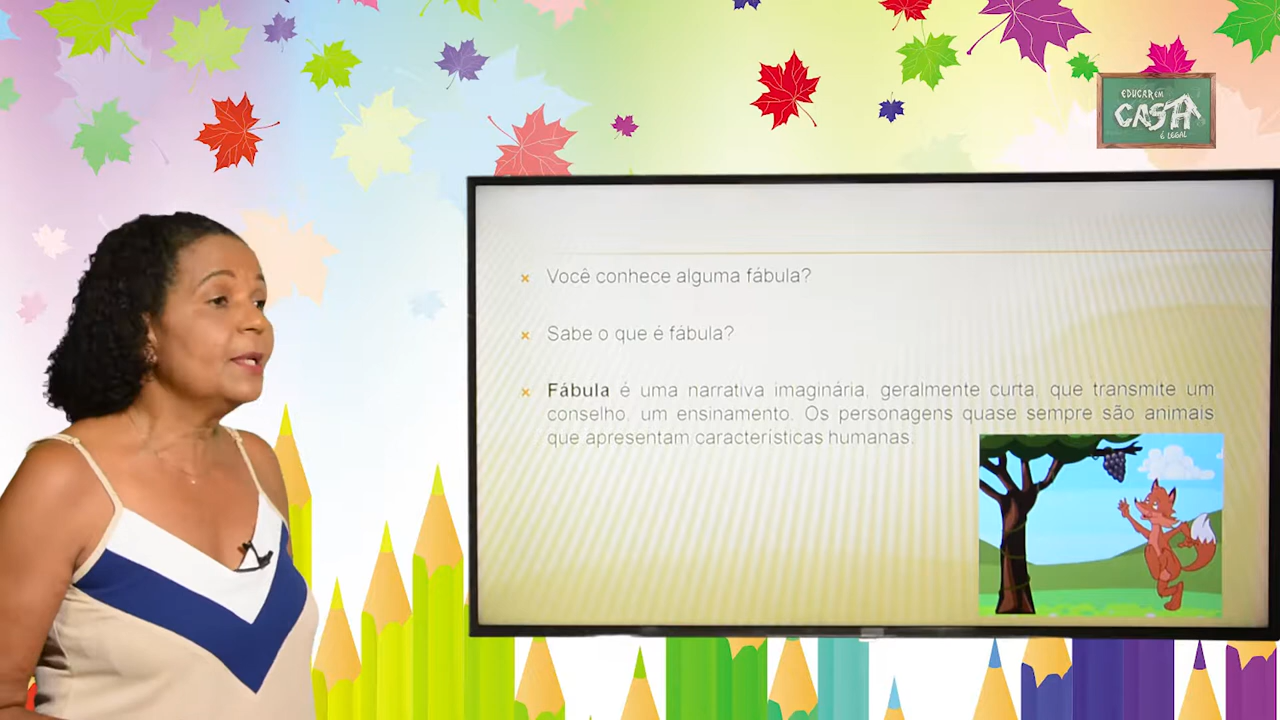 EDUCAR EM
CASA
É LEGAL
Você conhece alguma fábula?
Sabe o que é fábula?
Fábula é uma narrativa imaginária, geralmente curta, que transmite um
conselho, um ensinamento. Os personagens quase sempre são animais
que apresentam características humanas.